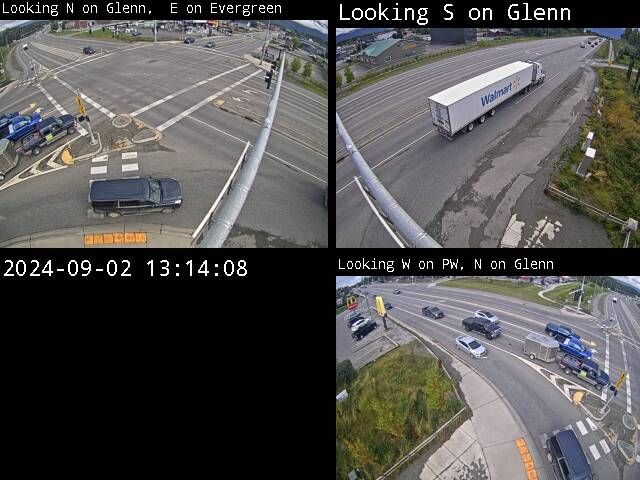 Looking N on Glenn, E on Evergreen
Looking S on Glenn
Walmart
2024-09-02 13:14:08
Looking W on PW, N on Glenn